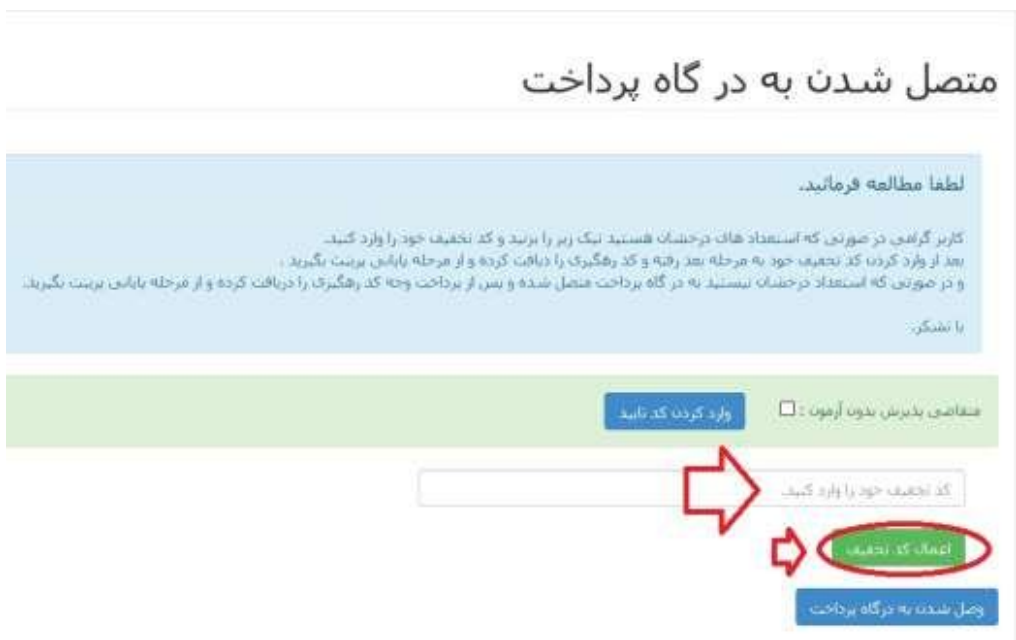 متصل شدن به در گاه پرداخت
لطفا مطالعه فرمائید.
کاربر گرامی در صورتی که استعداد های درخشان هستید تیک زیر را بزنید و کد تخفیف خود را وارد کنید.
بعد از وارد کردن کد تخفیف خود به مرحله بعد رفته و کد رهگیری را دیافت کرده و از مرحله پایانی پرینت بگیرید .
و در صورتی که استعداد درخشان نیستید به در گاه پرداخت متصل شده و پس از پرداخت وجه کد رهگیری را دریافت کرده و از مرحله پایانی پرینت بگیرید.
با تشکر.
متقاضی پذیرش بدون آزمون : وارد کردن کد تایید
کد تخفیف خود را وارد کنید.
اعمال کد تخفیف
وصل شدن به درگاه پرداخت